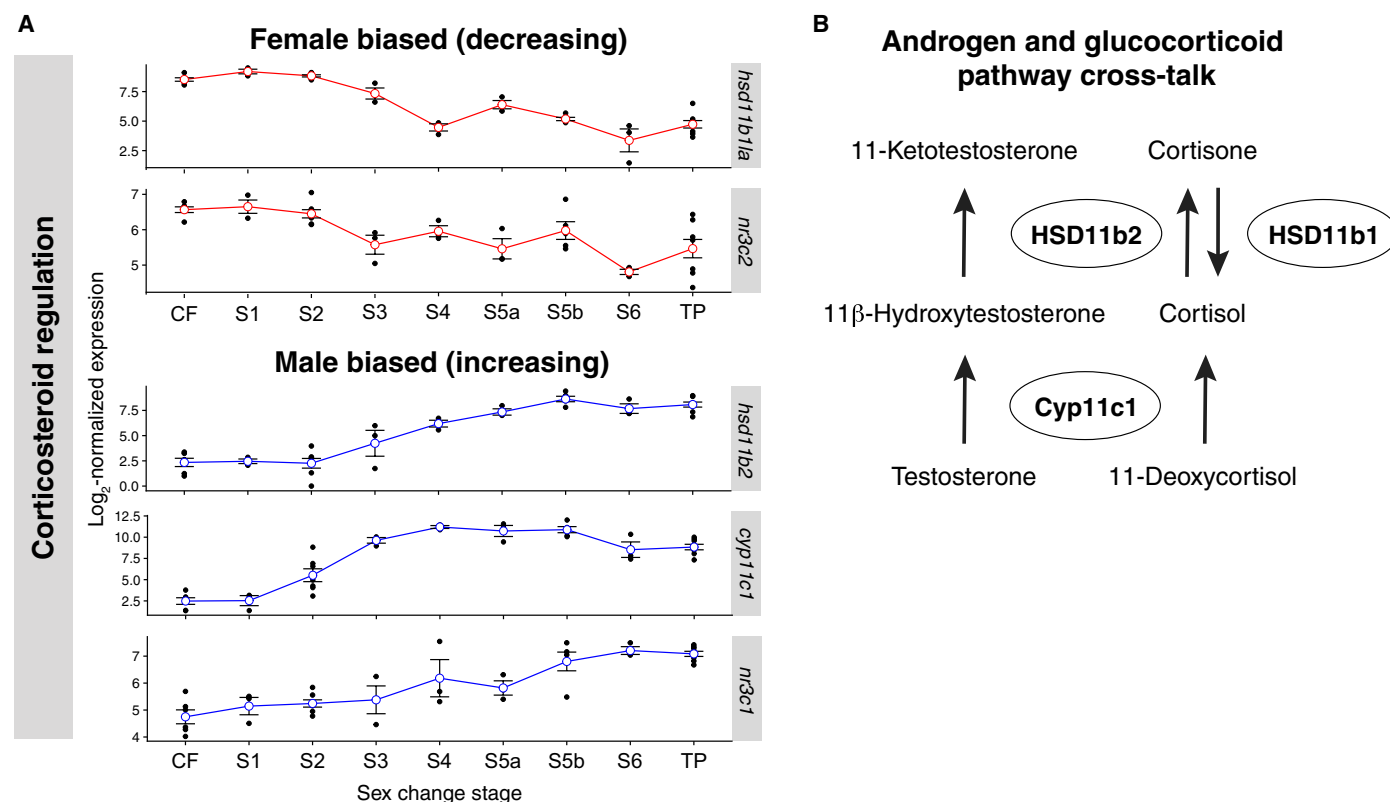 A
Female biased (decreasing)
Corticosteroid regulation
Log2-normalized expression
7.5
5.0
2.5
hsd11b1la
7
6
5
nr3c2
CF S1 S2 S3 S4 S5a S5b S6 TP
Male biased (increasing)
7.5
5.0
2.5
0.0
hsd11b2
12.5
10.0
7.5
5.0
2.5
cyp11c1
7
6
5
4
nr3c1
CF S1 S2 S3 S4 S5a S5b S6 TP
Sex change stage
B
Androgen and glucocorticoid
pathway cross-talk
11-Ketotestosterone Cortisone
HSD11b2 HSD11b1
11β-Hydroxytestosterone Cortisol
Cyp11c1
Testosterone 11-Deoxycortisol